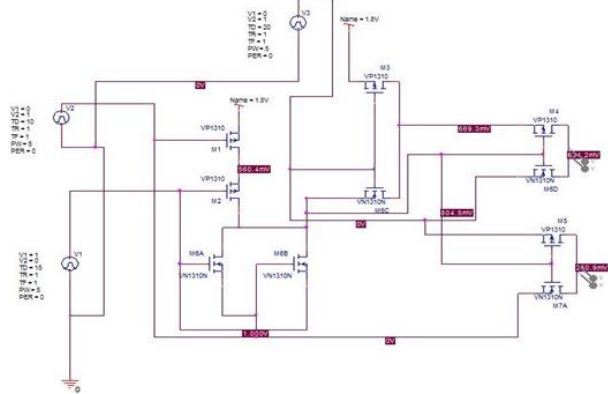 V1 = 0
V2 = 1
TD = 20
TR = 1
TF = 1
PW = 5
PER = 0
V3
Name = 1.8V
M3
VP1310
0V
Name = 1.8V
V1 = 0
V2 = 1
TD = 10
TR = 1
TF = 1
PW = 5
PER = 0
V2
VP1310
M1
M4
VP1310
669.3mV
634.2mV
560.4mV
VP1310
M2
VN1310N
M6C
VN1310N
M6D
804.5mV
0V
M5
VP1310
M6A
VN1310N
M6B
VN1310N
V1 = 1
V2 = 0
TD = 15
TR = 1
TF = 1
PW = 5
PER = 0
V1
260.9mV
VN1310N
M7A
1.000V
0V
0